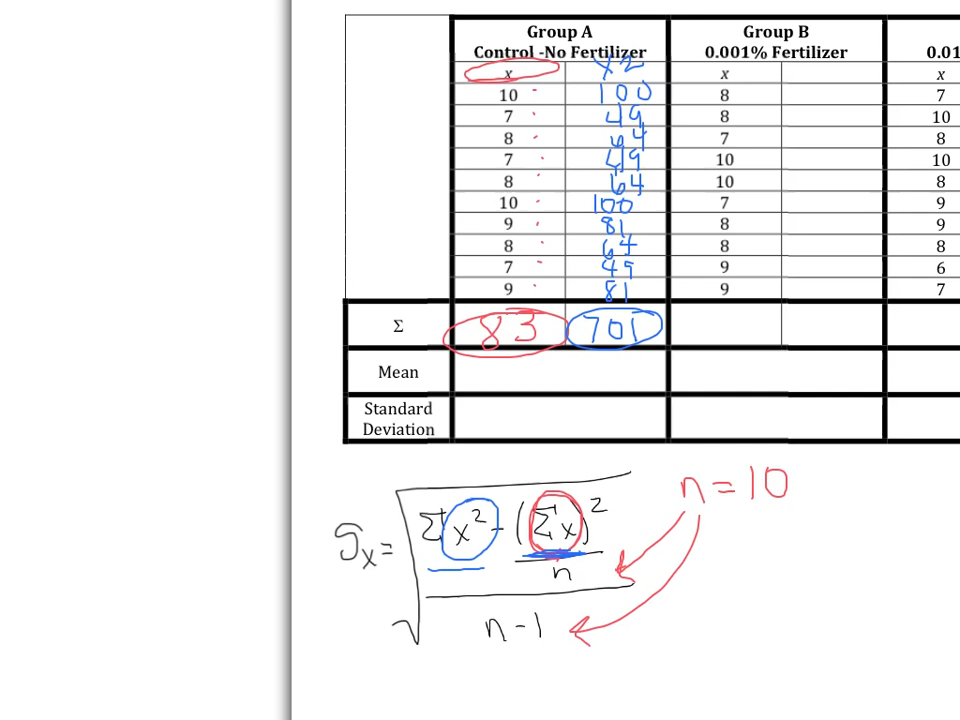 Group A Group B
Control -No Fertilizer 0.001% Fertilizer 0.01
x x2 x x
10 100 8 7
7 49 8 10
8 64 7 8
7 49 10 10
8 64 10 8
10 100 7 9
9 81 8 9
8 64 8 8
7 49 9 6
9 81 9 7
Σ 83 701
Mean
Standard
Deviation
n = 10
Sx = √ Σx² - (Σx)²
n
n - 1